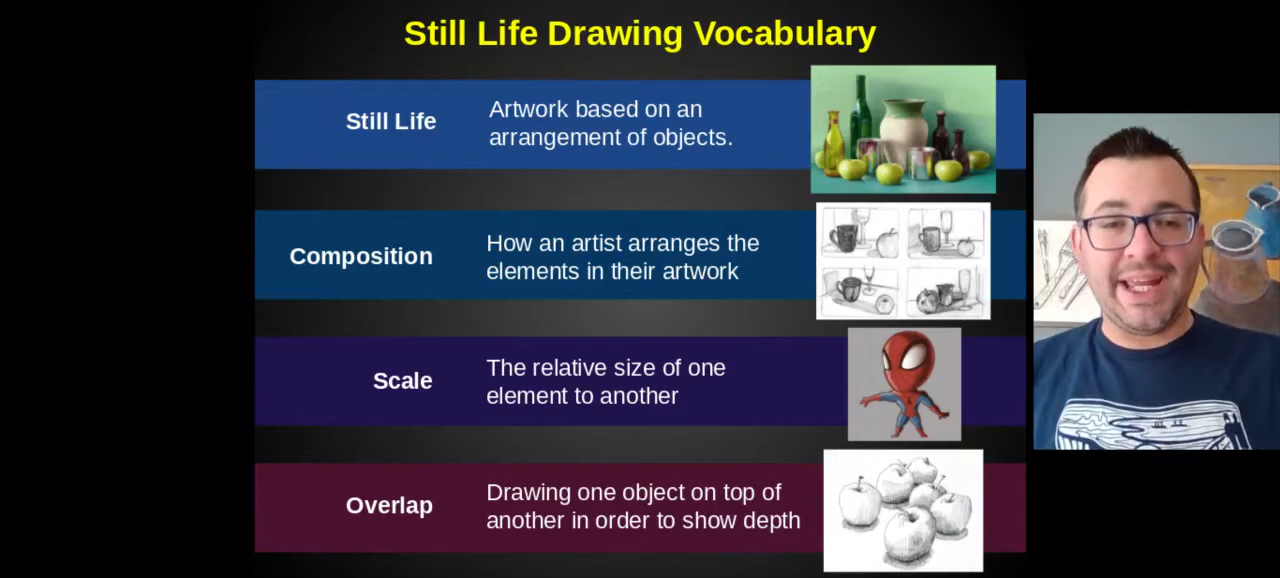 Still Life Drawing Vocabulary
Still Life
Artwork based on an
arrangement of objects.
Composition
How an artist arranges the
elements in their artwork
Scale
The relative size of one
element to another
Overlap
Drawing one object on top of
another in order to show depth